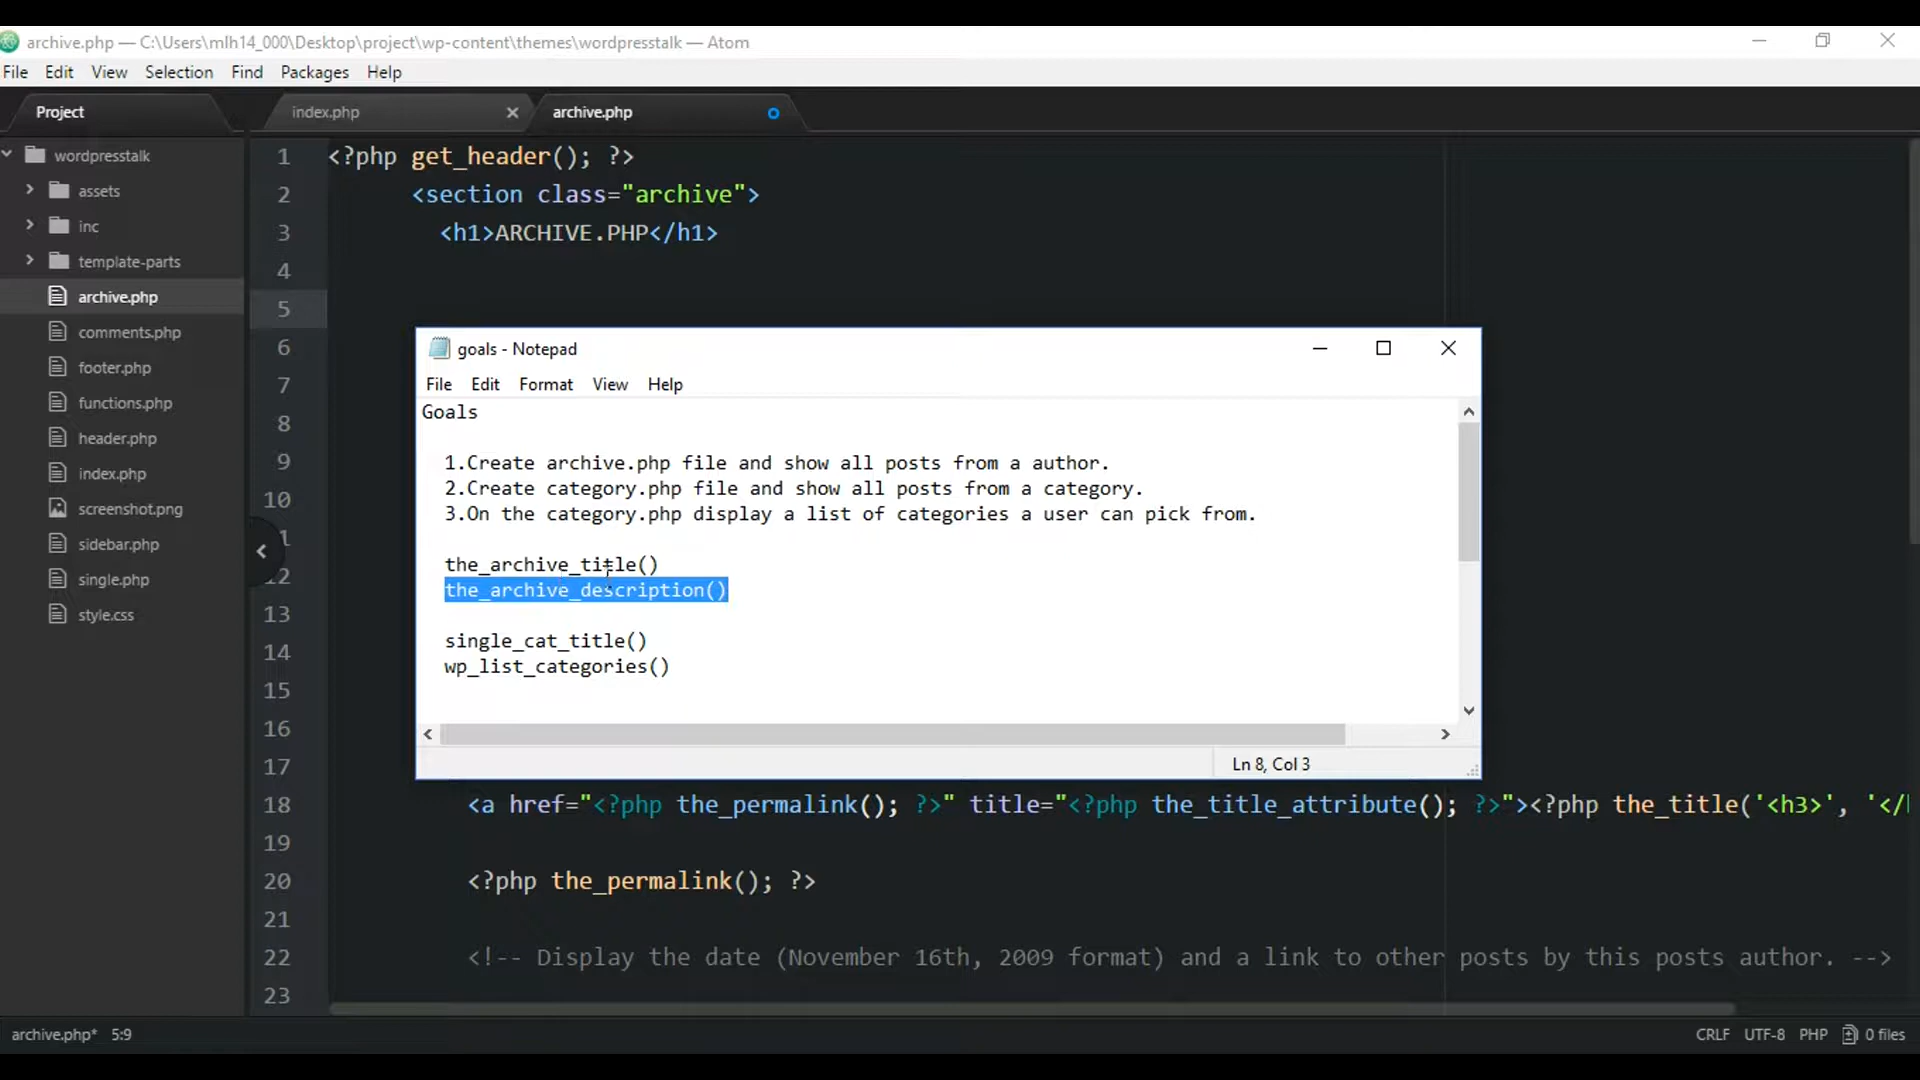 archive.php — C:\Users\mlh14_000\Desktop\project\wp-content\themes\wordpresstalk — Atom
File Edit View Selection Find Packages Help
Project
index.php
archive.php
wordpresstalk
assets
inc
template-parts
archive.php
comments.php
footer.php
functions.php
header.php
index.php
screenshot.png
sidebar.php
single.php
style.css
1 <?php get_header(); ?>
2 <section class="archive">
3 <h1>ARCHIVE.PHP</h1>
4
5
6
7
8
9
10
1
12
13
14
15
16
17
18 <a href="<?php the_permalink(); ?>" title="<?php the_title_attribute(); ?>"><?php the_title('<h3>', '</
19
20 <?php the_permalink(); ?>
21
22 <!-- Display the date (November 16th, 2009 format) and a link to other posts by this posts author. -->
23
goals - Notepad
File Edit Format View Help
Goals
1.Create archive.php file and show all posts from a author.
2.Create category.php file and show all posts from a category.
3.On the category.php display a list of categories a user can pick from.
the_archive_title()
the_archive_description()
single_cat_title()
wp_list_categories()
Ln 8, Col 3
archive.php* 5:9
CRLF UTF-8 PHP 0 files